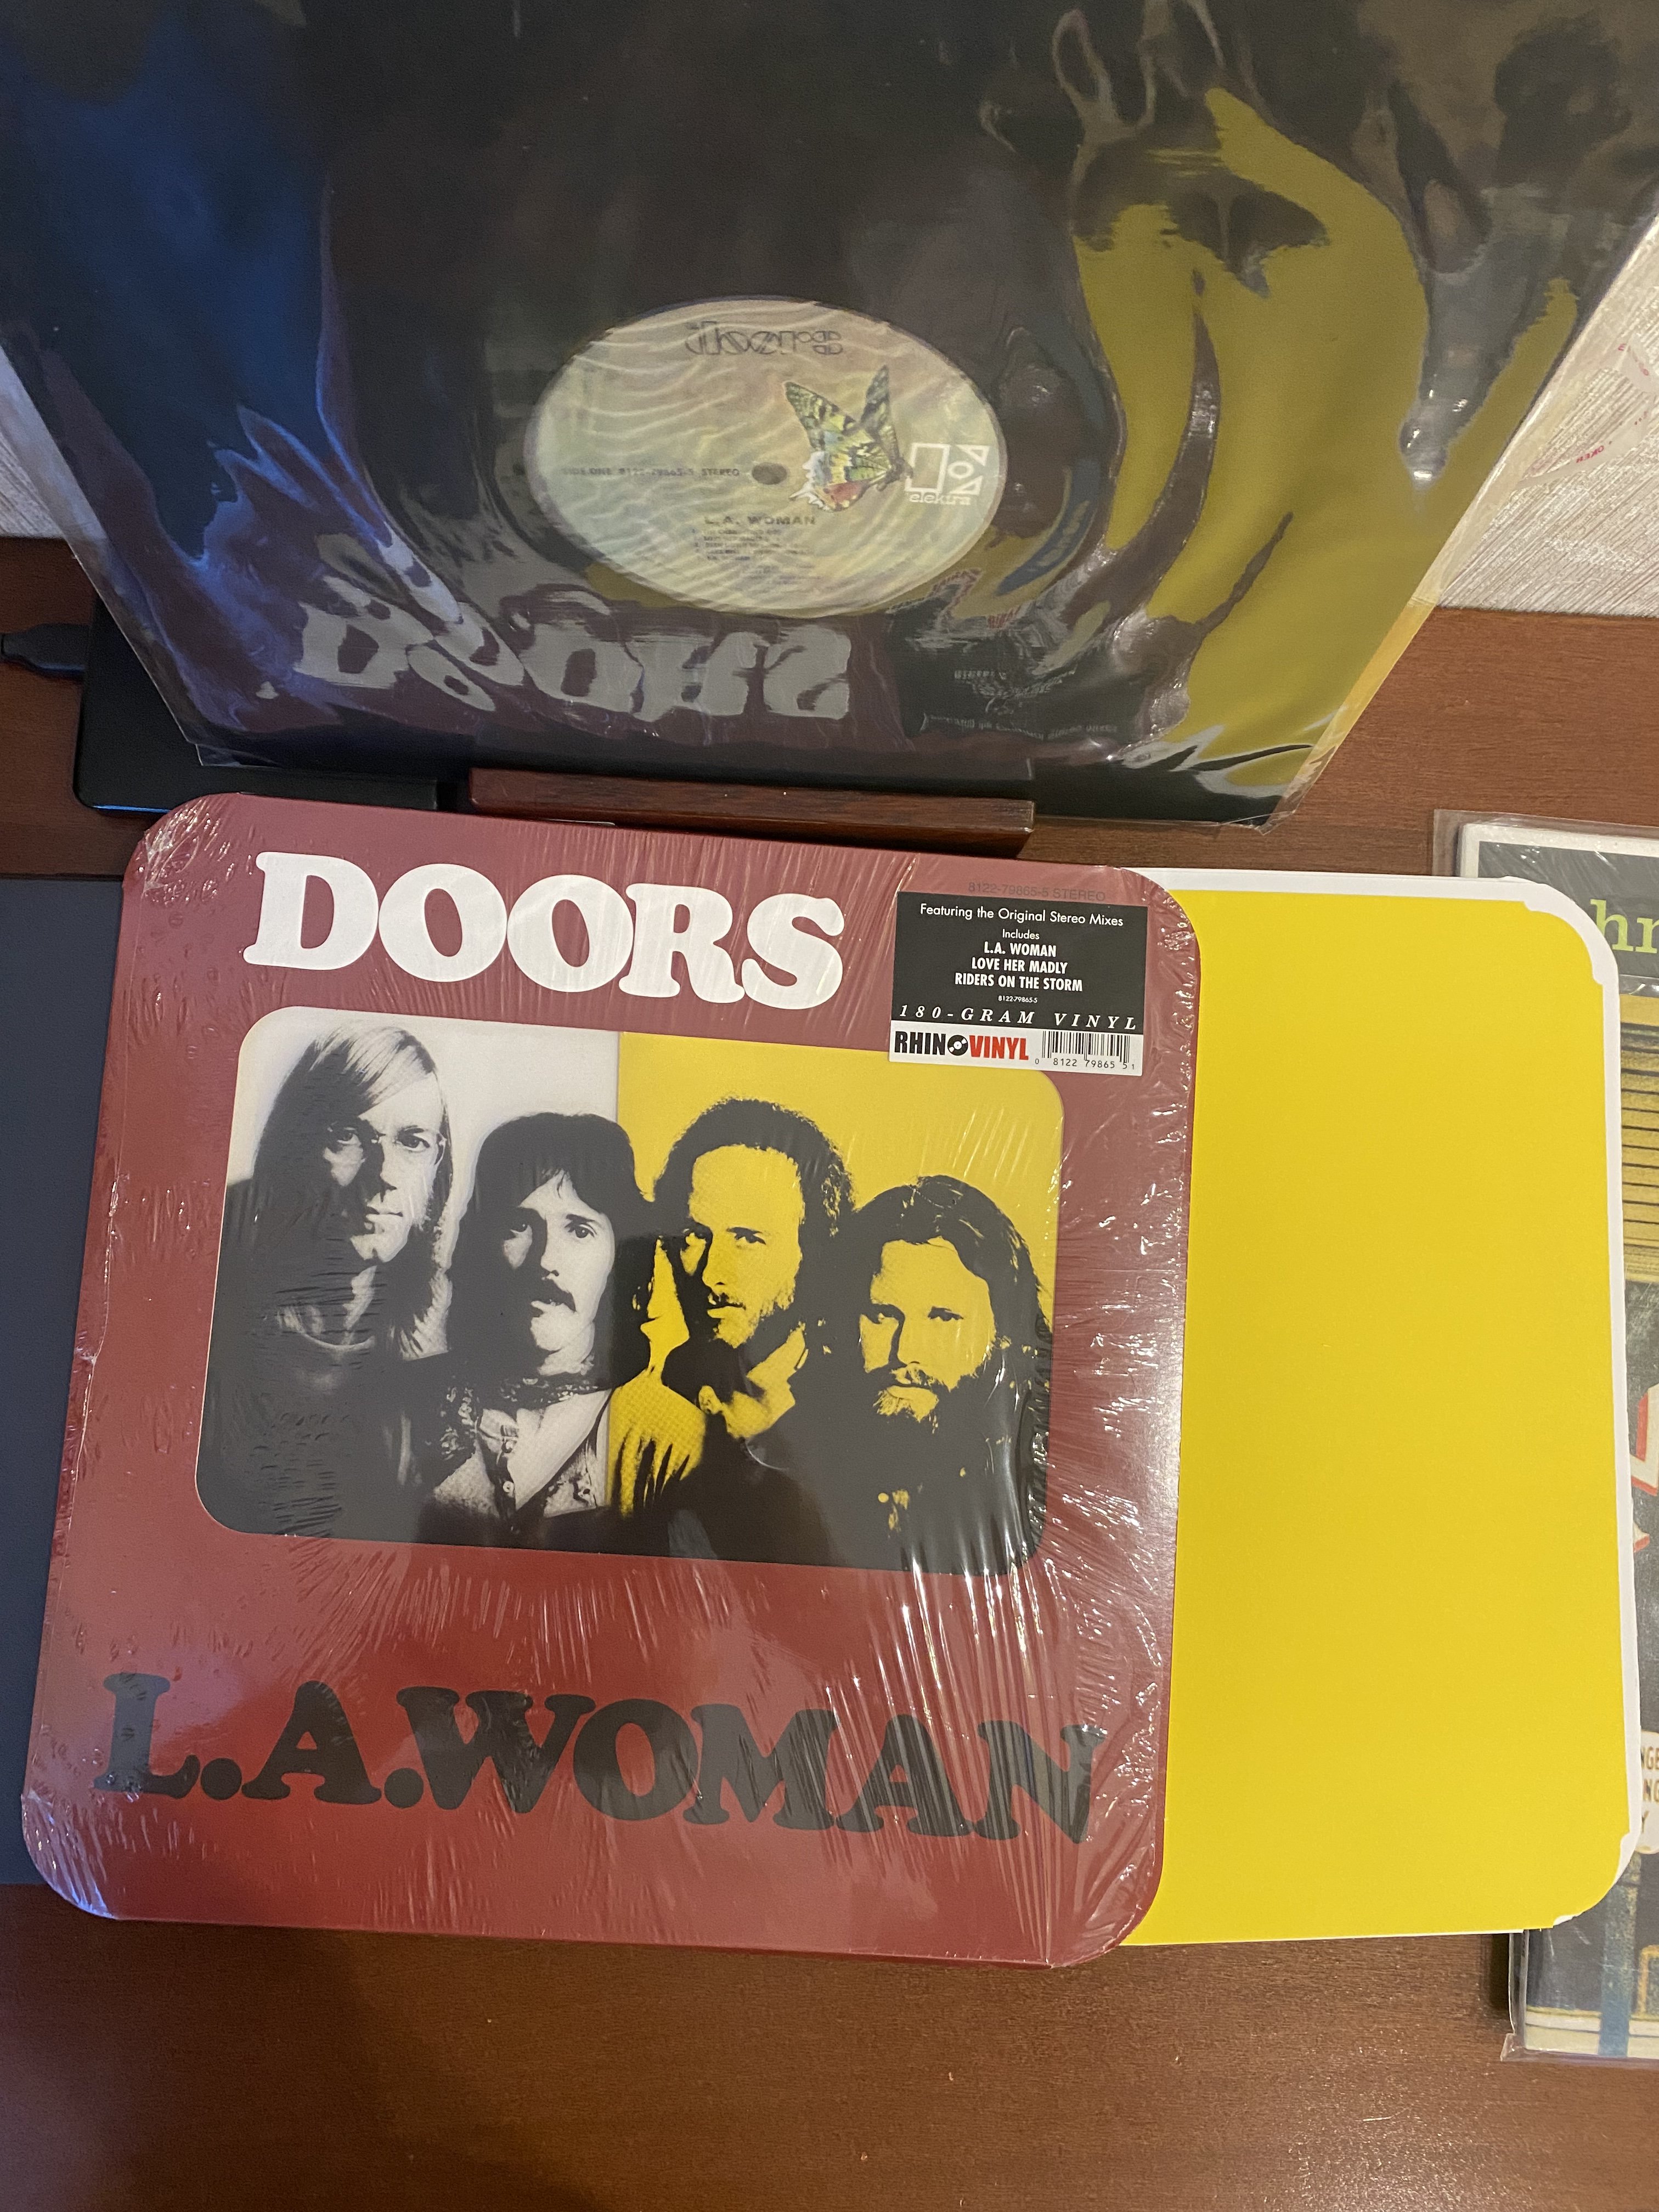 doors
SIDE ONE 8122-79865-5 STEREO
elektra
L.A. WOMAN
DOORS
DOORS
8122-79865-5 STEREO
Featuring the Original Stereo Mixes
Includes
L.A. WOMAN
LOVE HER MADLY
RIDERS ON THE STORM
8122-79865-5
180-GRAM VINYL
RHINO VINYL
0 8122 79865 5 1
L.A.WOMAN